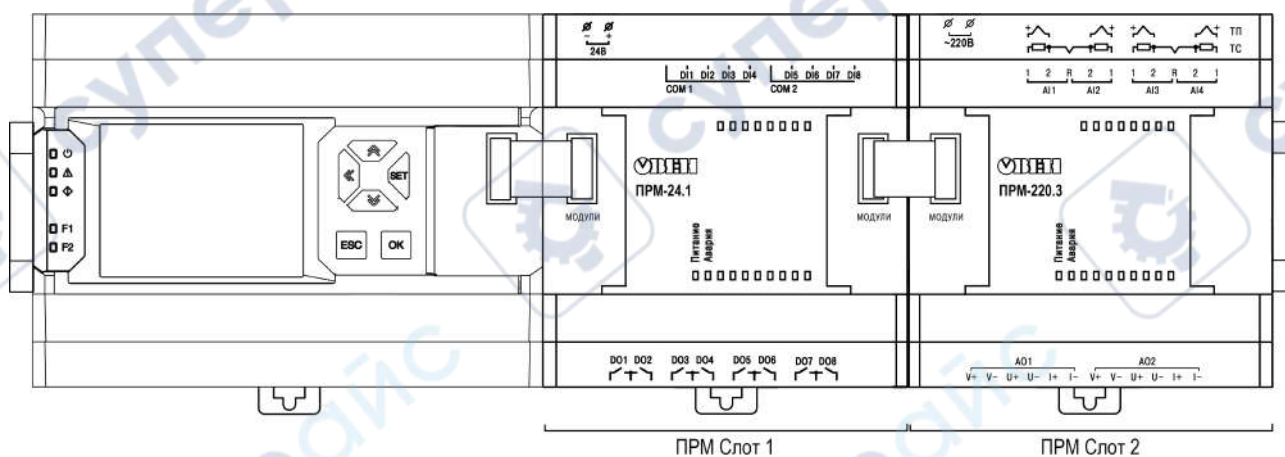 - +
24В
DI1 DI2 DI3 DI4 DI5 DI6 DI7 DI8
COM 1 COM 2
~220В
+ + + + ТП
ТС
1 2 R 2 1 1 2 R 2 1
AI1 AI2 AI3 AI4
SET
F1
F2
ESC OK
МОДУЛИ
ОВЕН
ПРМ-24.1
Питание
Авария
МОДУЛИ МОДУЛИ
ОВЕН
ПРМ-220.3
Питание
Авария
DO1 DO2 DO3 DO4 DO5 DO6 DO7 DO8
AO1 AO2
V+ V- U+ U- I+ I- V+ V- U+ U- I+ I-
ПРМ Слот 1 ПРМ Слот 2